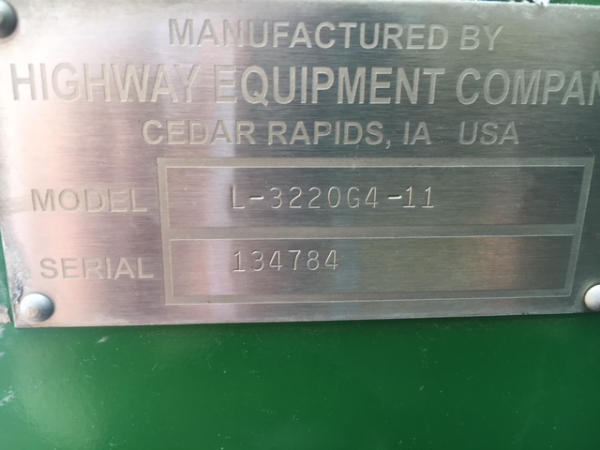 MANUFACTURED BY
HIGHWAY EQUIPMENT COMPAN
CEDAR RAPIDS, IA USA
MODEL L-3220G4-11
SERIAL 134784